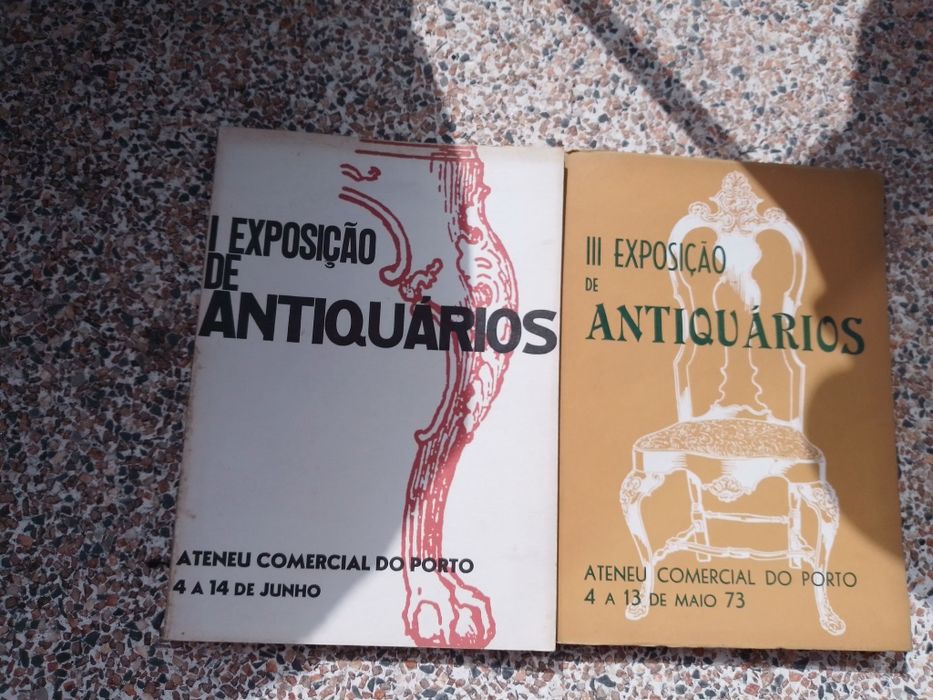 I EXPOSIÇÃO
DE
ANTIQUÁRIOS
ATENEU COMERCIAL DO PORTO
4 A 14 DE JUNHO
III EXPOSIÇÃO
DE
ANTIQUÁRIOS
ATENEU COMERCIAL DO PORTO
4 A 13 DE MAIO 73